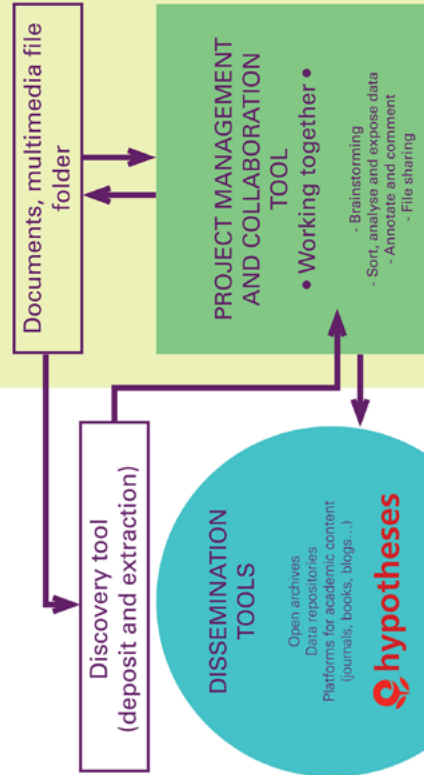 Documents, multimedia file
folder
Discovery tool
(deposit and extraction)
PROJECT MANAGEMENT
AND COLLABORATION
TOOL
• Working together •
- Brainstorming
- Sort, analyse and expose data
- Annotate and comment
- File sharing
DISSEMINATION
TOOLS
Open archives
Data repositories
Platforms for academic content
(journals, books, blogs...)
hypotheses